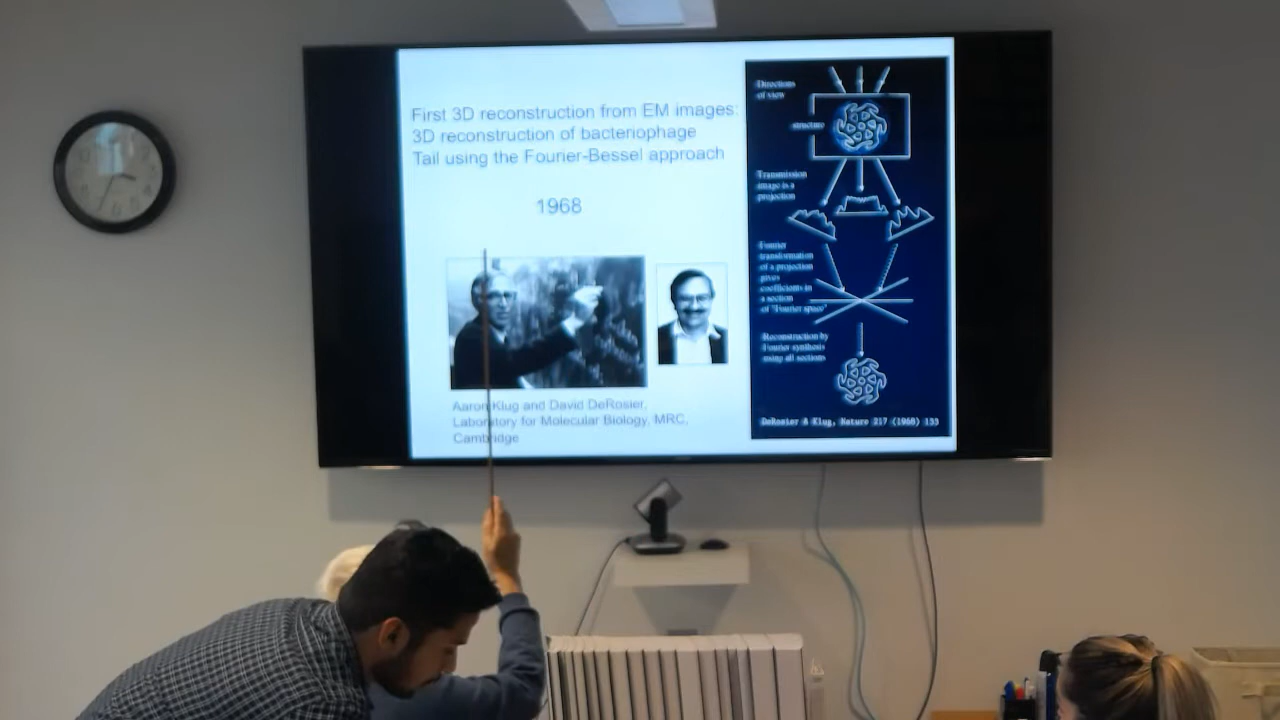 First 3D reconstruction from EM images:
3D reconstruction of bacteriophage
Tail using the Fourier-Bessel approach
1968
Aaron Klug and David DeRosier,
Laboratory for Molecular Biology, MRC,
Cambridge
Directions
of view
structure
Transmission
image is a
projection
Fourier
transformation
of a projection
gives
coefficients in
a section
of "Fourier space"
Reconstruction by
Fourier synthesis
using all sections
DeRosier & Klug, Nature 217 (1968) 133